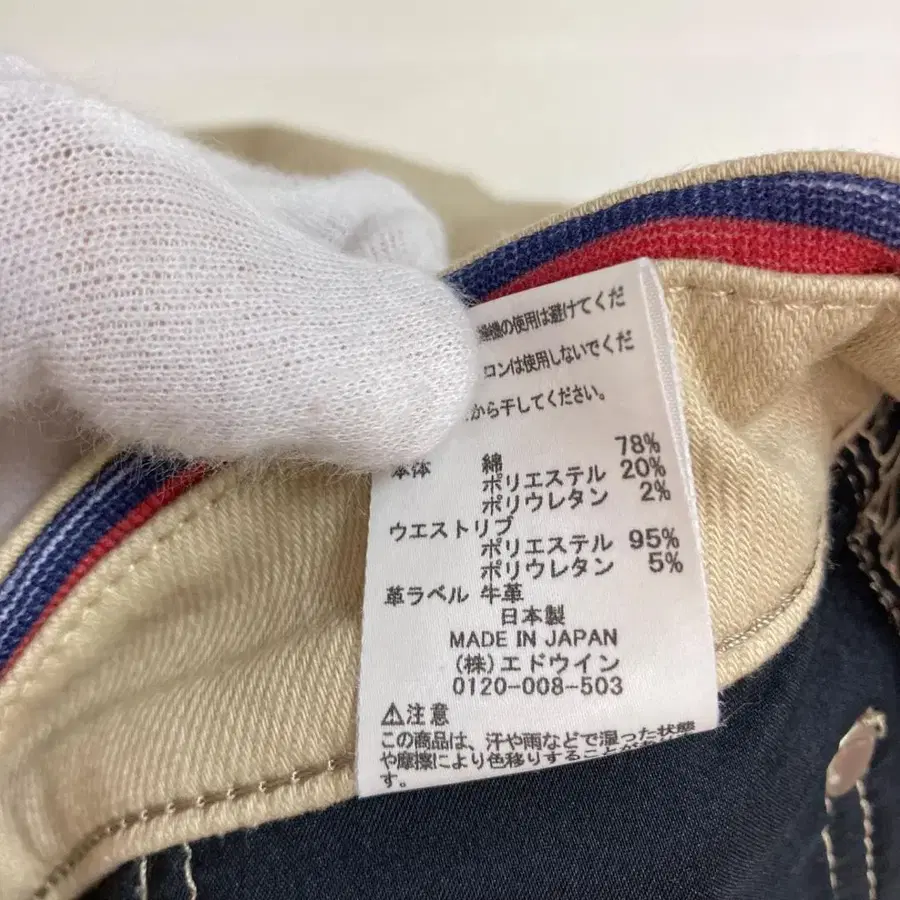 燥機の使用は避けてくだ
コンは使用しないでくだ
から干してください。
本体 綿 78%
ポリエステル 20%
ポリウレタン 2%
ウエストリブ
ポリエステル 95%
ポリウレタン 5%
革ラベル 牛革
日本製
MADE IN JAPAN
(株)エドウイン
0120-008-503
⚠注意
この商品は、汗や雨などで湿った状態
や摩擦により色移りすることが
す。